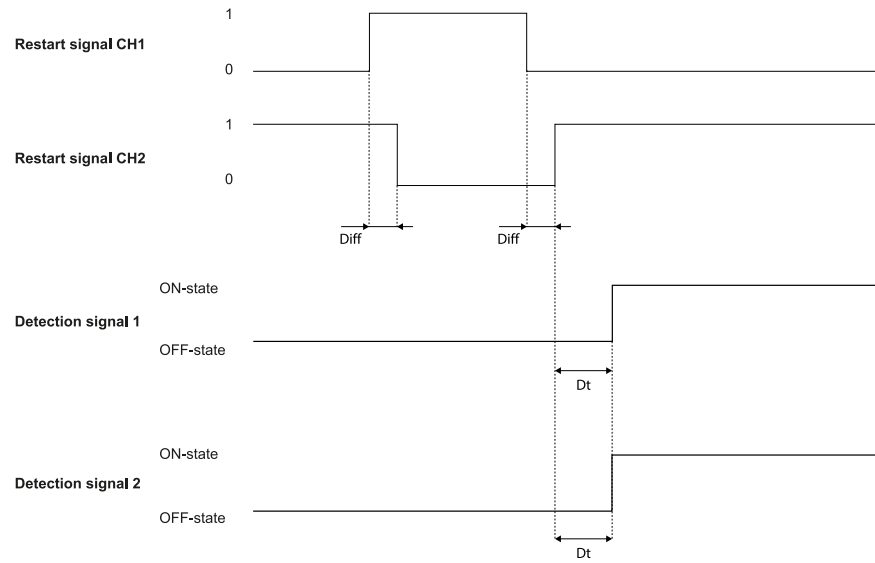 1
Restart signal CH1
0
1
Restart signal CH2
0
Diff
Diff
ON-state
Detection signal 1
OFF-state
Dt
ON-state
Detection signal 2
OFF-state
Dt